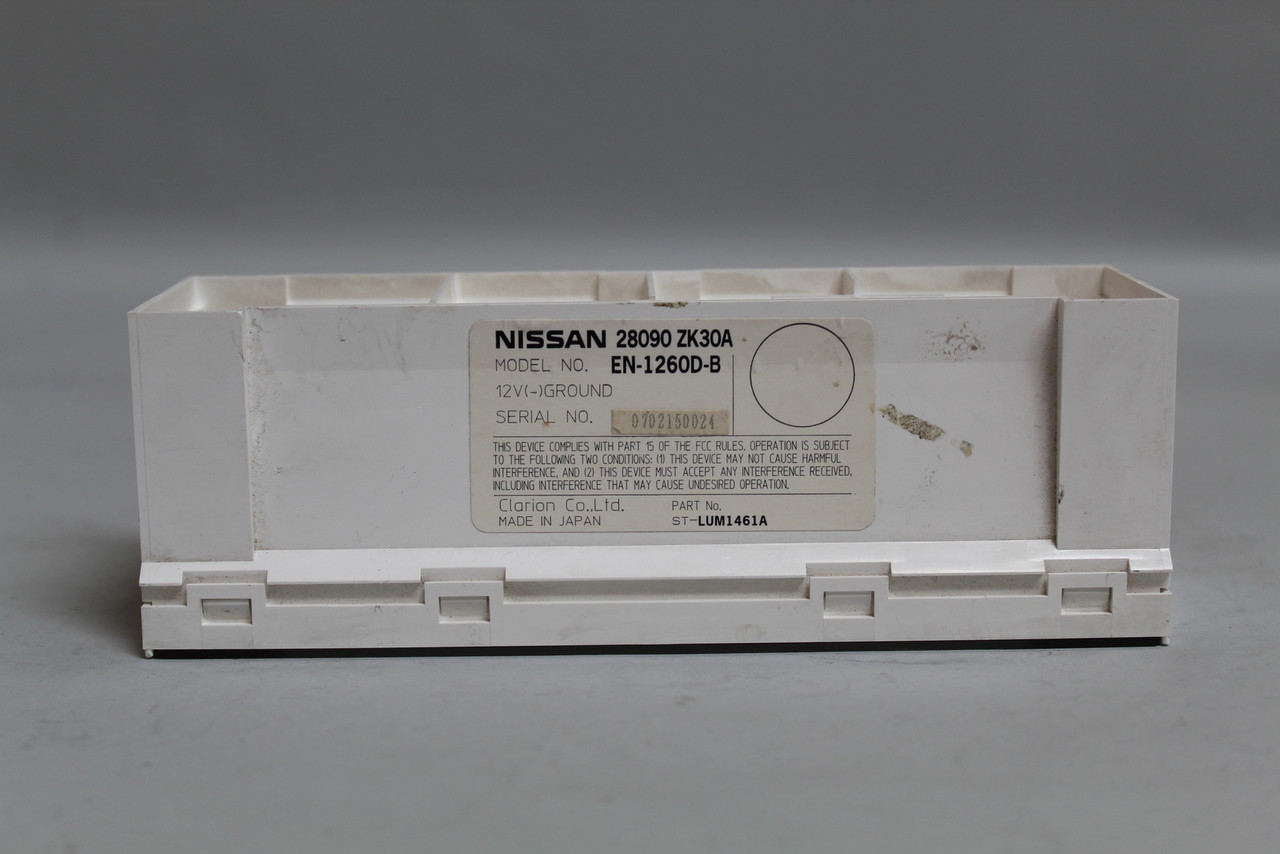 NISSAN 28090 ZK30A
MODEL NO. EN-1260D-B
12V(-)GROUND
SERIAL NO. 0702150024
THIS DEVICE COMPLIES WITH PART 15 OF THE FCC RULES. OPERATION IS SUBJECT
TO THE FOLLOWING TWO CONDITIONS: (1) THIS DEVICE MAY NOT CAUSE HARMFUL
INTERFERENCE, AND (2) THIS DEVICE MUST ACCEPT ANY INTERFERENCE RECEIVED,
INCLUDING INTERFERENCE THAT MAY CAUSE UNDESIRED OPERATION.
Clarion Co.,Ltd. PART No.
MADE IN JAPAN ST-LUM1461A